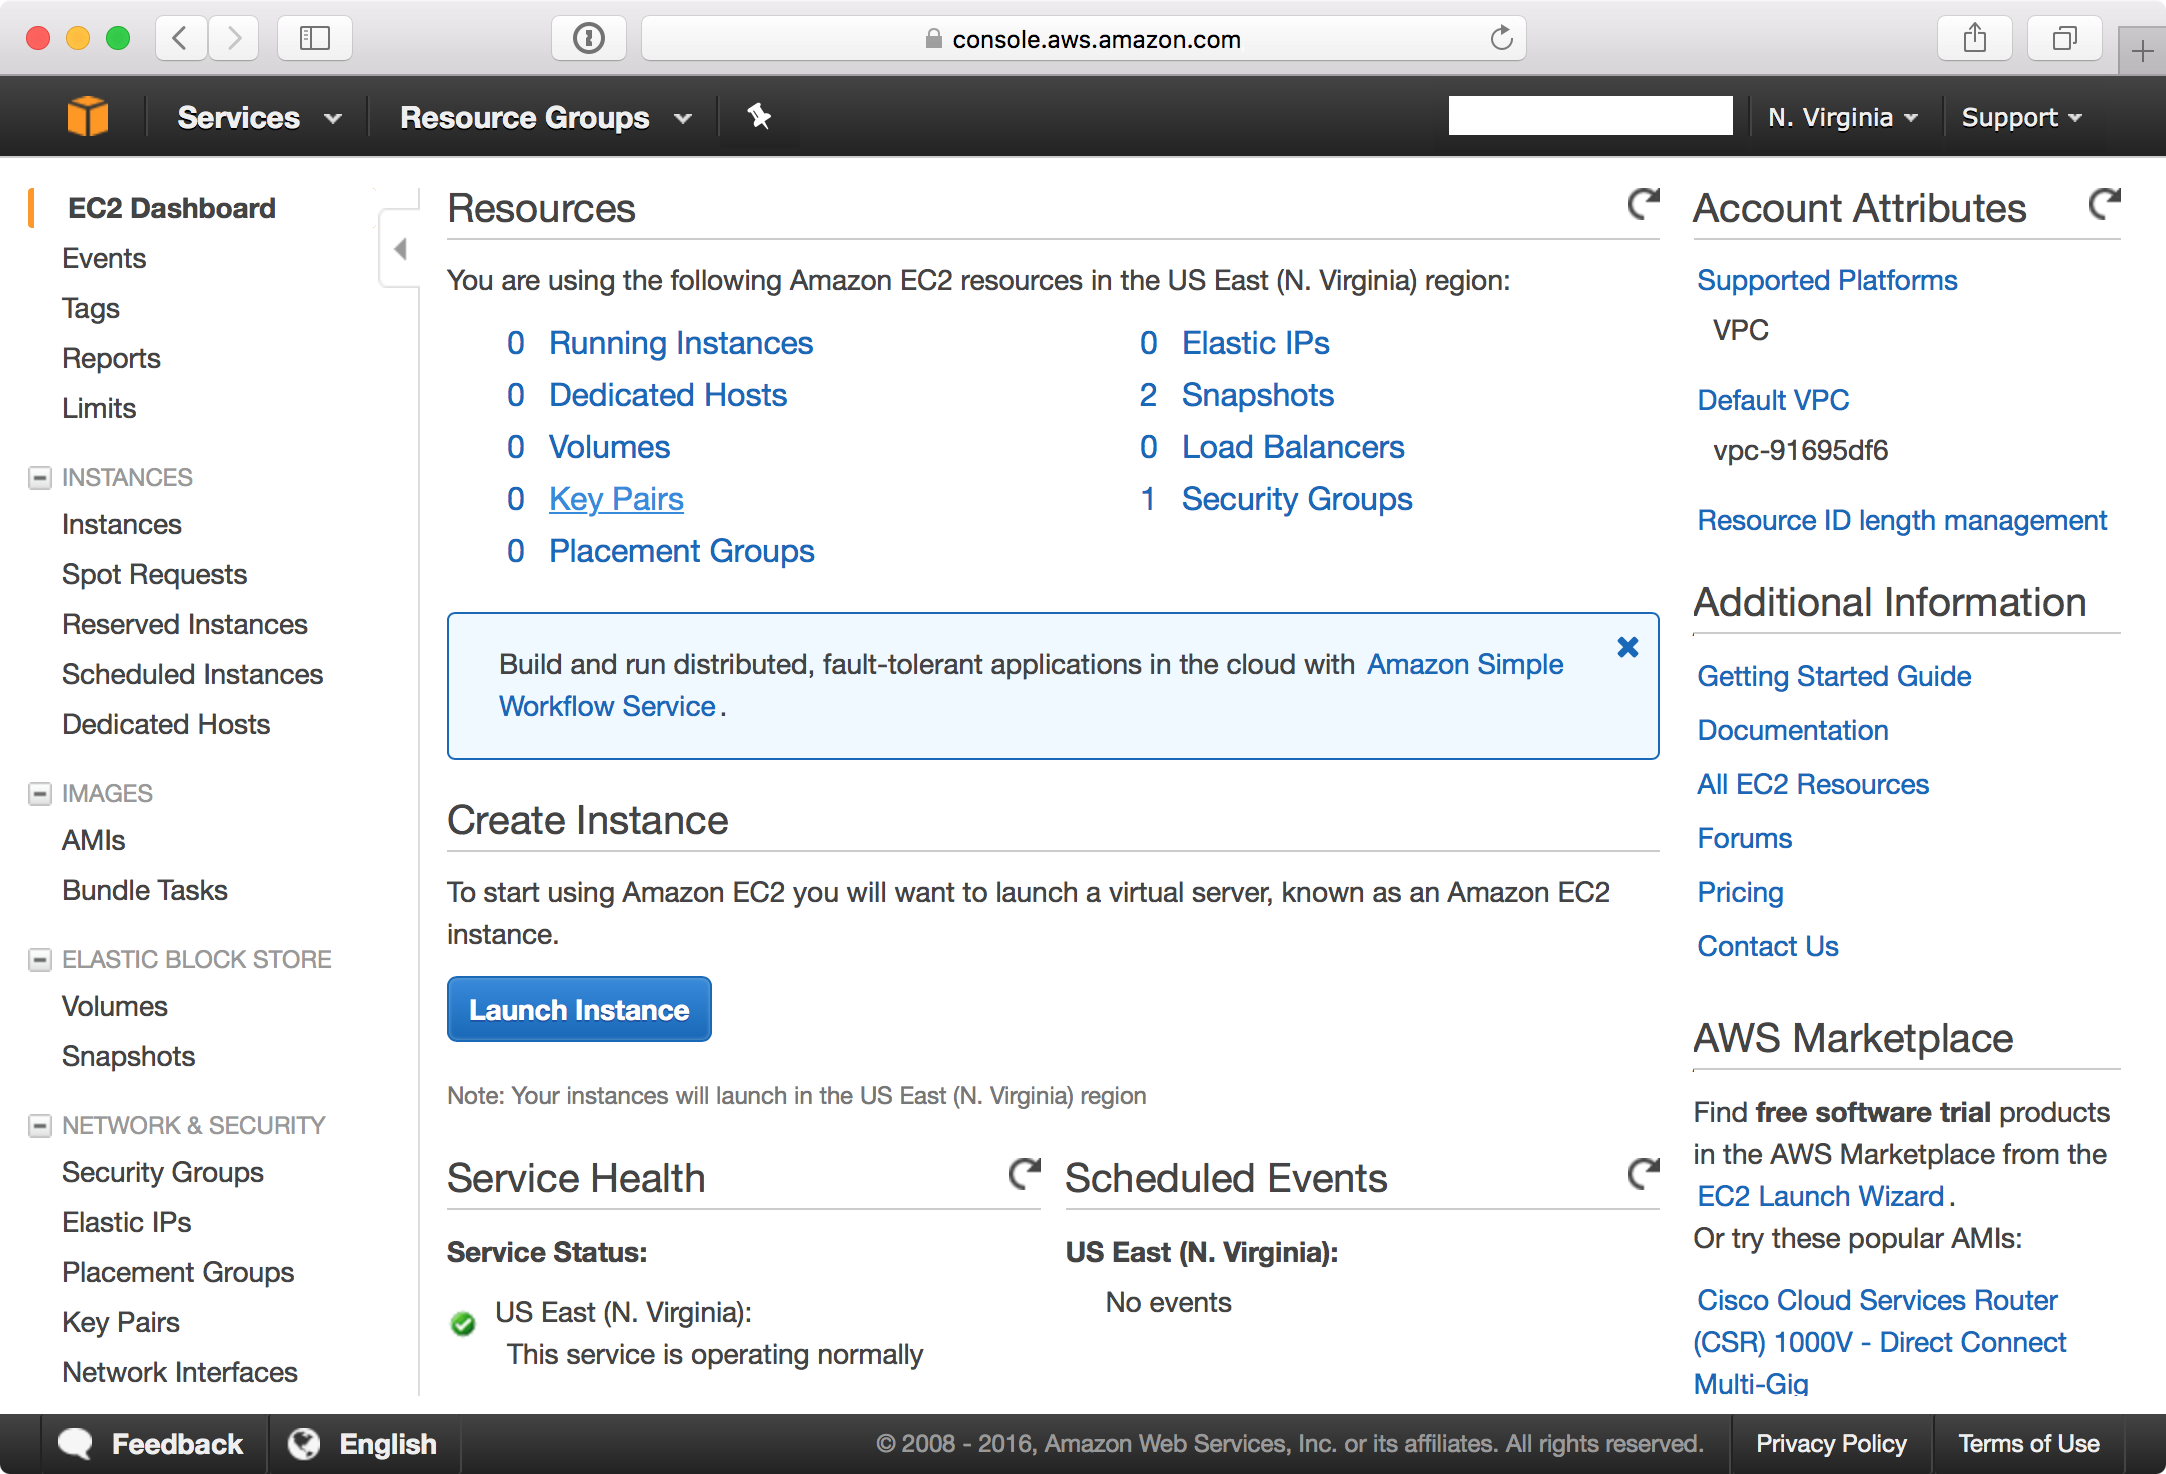 console.aws.amazon.com
Services
Resource Groups
N. Virginia
Support
EC2 Dashboard
Events
Tags
Reports
Limits
INSTANCES
Instances
Spot Requests
Reserved Instances
Scheduled Instances
Dedicated Hosts
IMAGES
AMIs
Bundle Tasks
ELASTIC BLOCK STORE
Volumes
Snapshots
NETWORK & SECURITY
Security Groups
Elastic IPs
Placement Groups
Key Pairs
Network Interfaces
Resources
You are using the following Amazon EC2 resources in the US East (N. Virginia) region:
0 Running Instances
0 Dedicated Hosts
0 Volumes
0 Key Pairs
0 Placement Groups
0 Elastic IPs
2 Snapshots
0 Load Balancers
1 Security Groups
Build and run distributed, fault-tolerant applications in the cloud with Amazon Simple
Workflow Service.
Create Instance
To start using Amazon EC2 you will want to launch a virtual server, known as an Amazon EC2
instance.
Launch Instance
Note: Your instances will launch in the US East (N. Virginia) region
Service Health
Service Status:
US East (N. Virginia):
This service is operating normally
Scheduled Events
US East (N. Virginia):
No events
Account Attributes
Supported Platforms
VPC
Default VPC
vpc-91695df6
Resource ID length management
Additional Information
Getting Started Guide
Documentation
All EC2 Resources
Forums
Pricing
Contact Us
AWS Marketplace
Find free software trial products
in the AWS Marketplace from the
EC2 Launch Wizard.
Or try these popular AMIs:
Cisco Cloud Services Router
(CSR) 1000V - Direct Connect
Multi-Gig
Feedback
English
© 2008 - 2016, Amazon Web Services, Inc. or its affiliates. All rights reserved.
Privacy Policy
Terms of Use